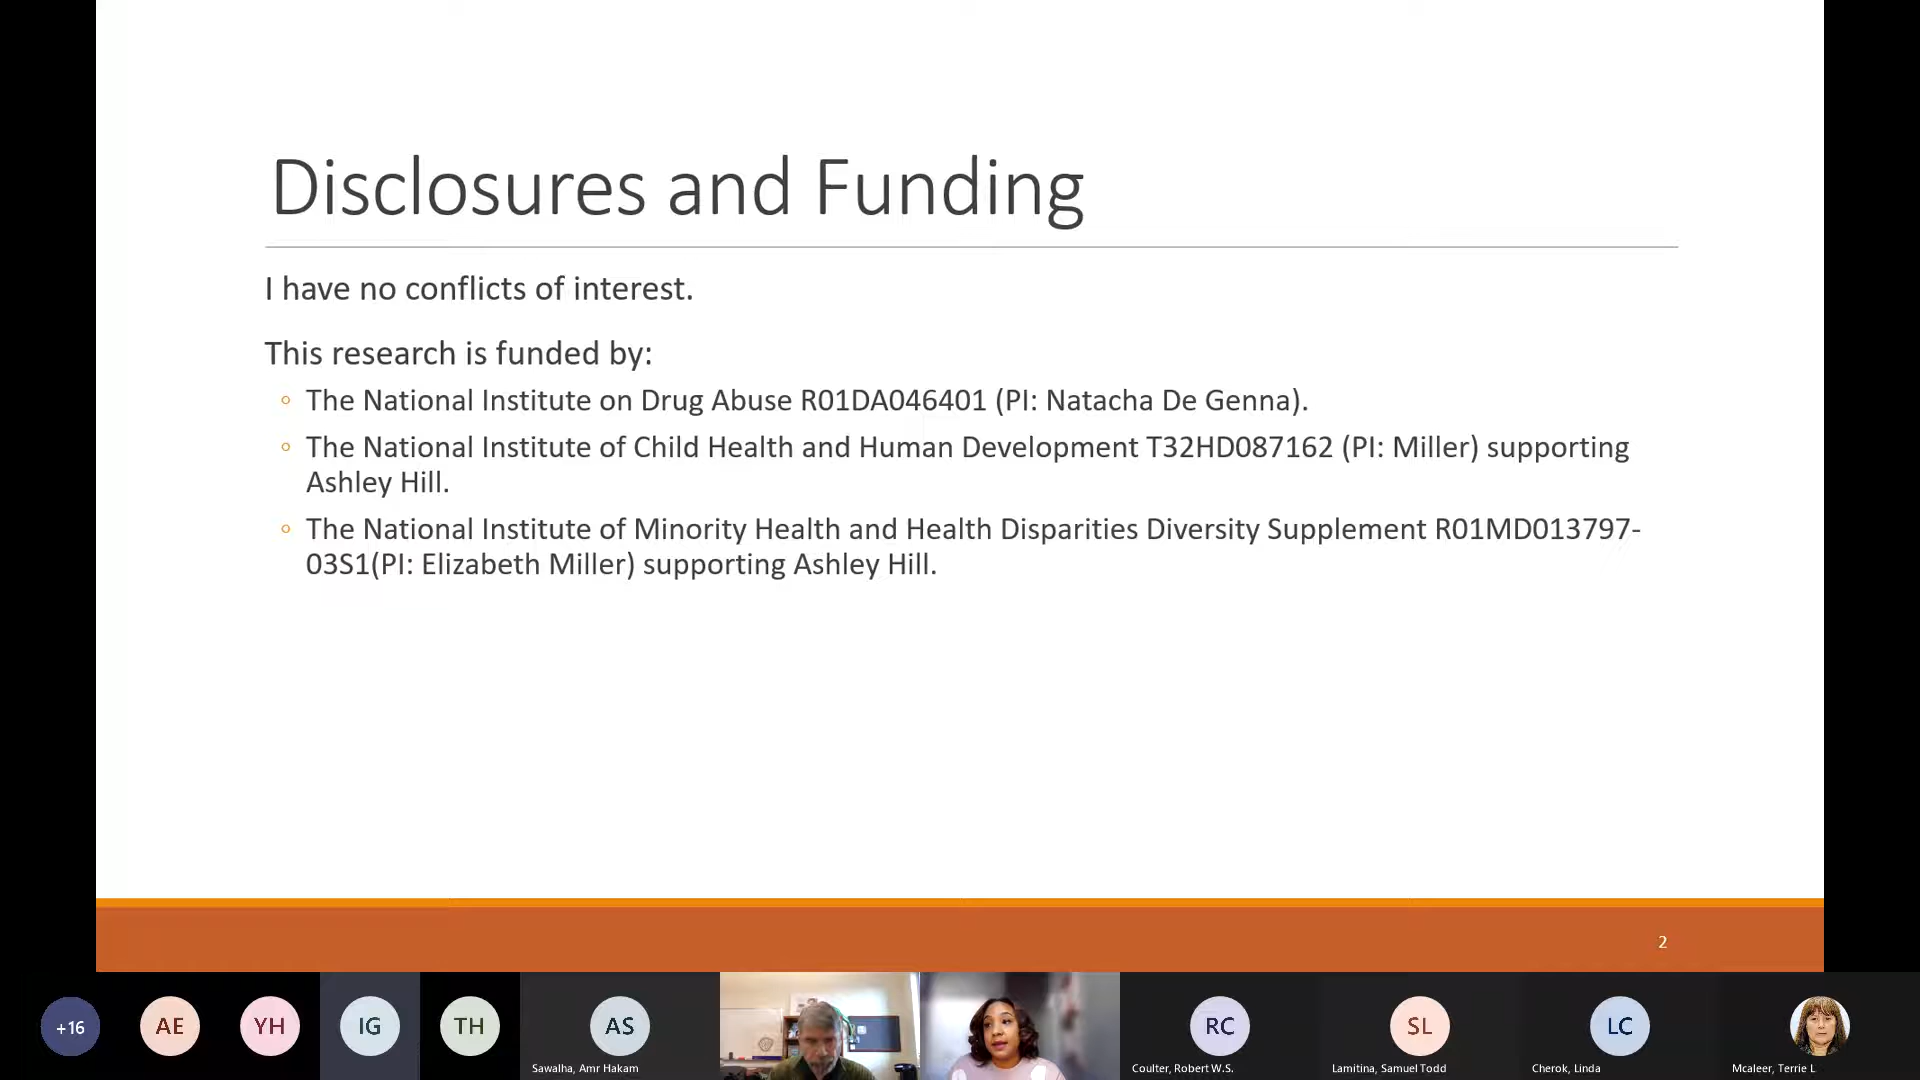 Disclosures and Funding
I have no conflicts of interest.
This research is funded by:
◦ The National Institute on Drug Abuse R01DA046401 (PI: Natacha De Genna).
◦ The National Institute of Child Health and Human Development T32HD087162 (PI: Miller) supporting
Ashley Hill.
◦ The National Institute of Minority Health and Health Disparities Diversity Supplement R01MD013797-
03S1(PI: Elizabeth Miller) supporting Ashley Hill.
2
+16
AE
YH
IG
TH
AS
Sawalha, Amr Hakam
RC
Coulter, Robert W.S.
SL
Lamitina, Samuel Todd
LC
Cherok, Linda
Mcaleer, Terrie L